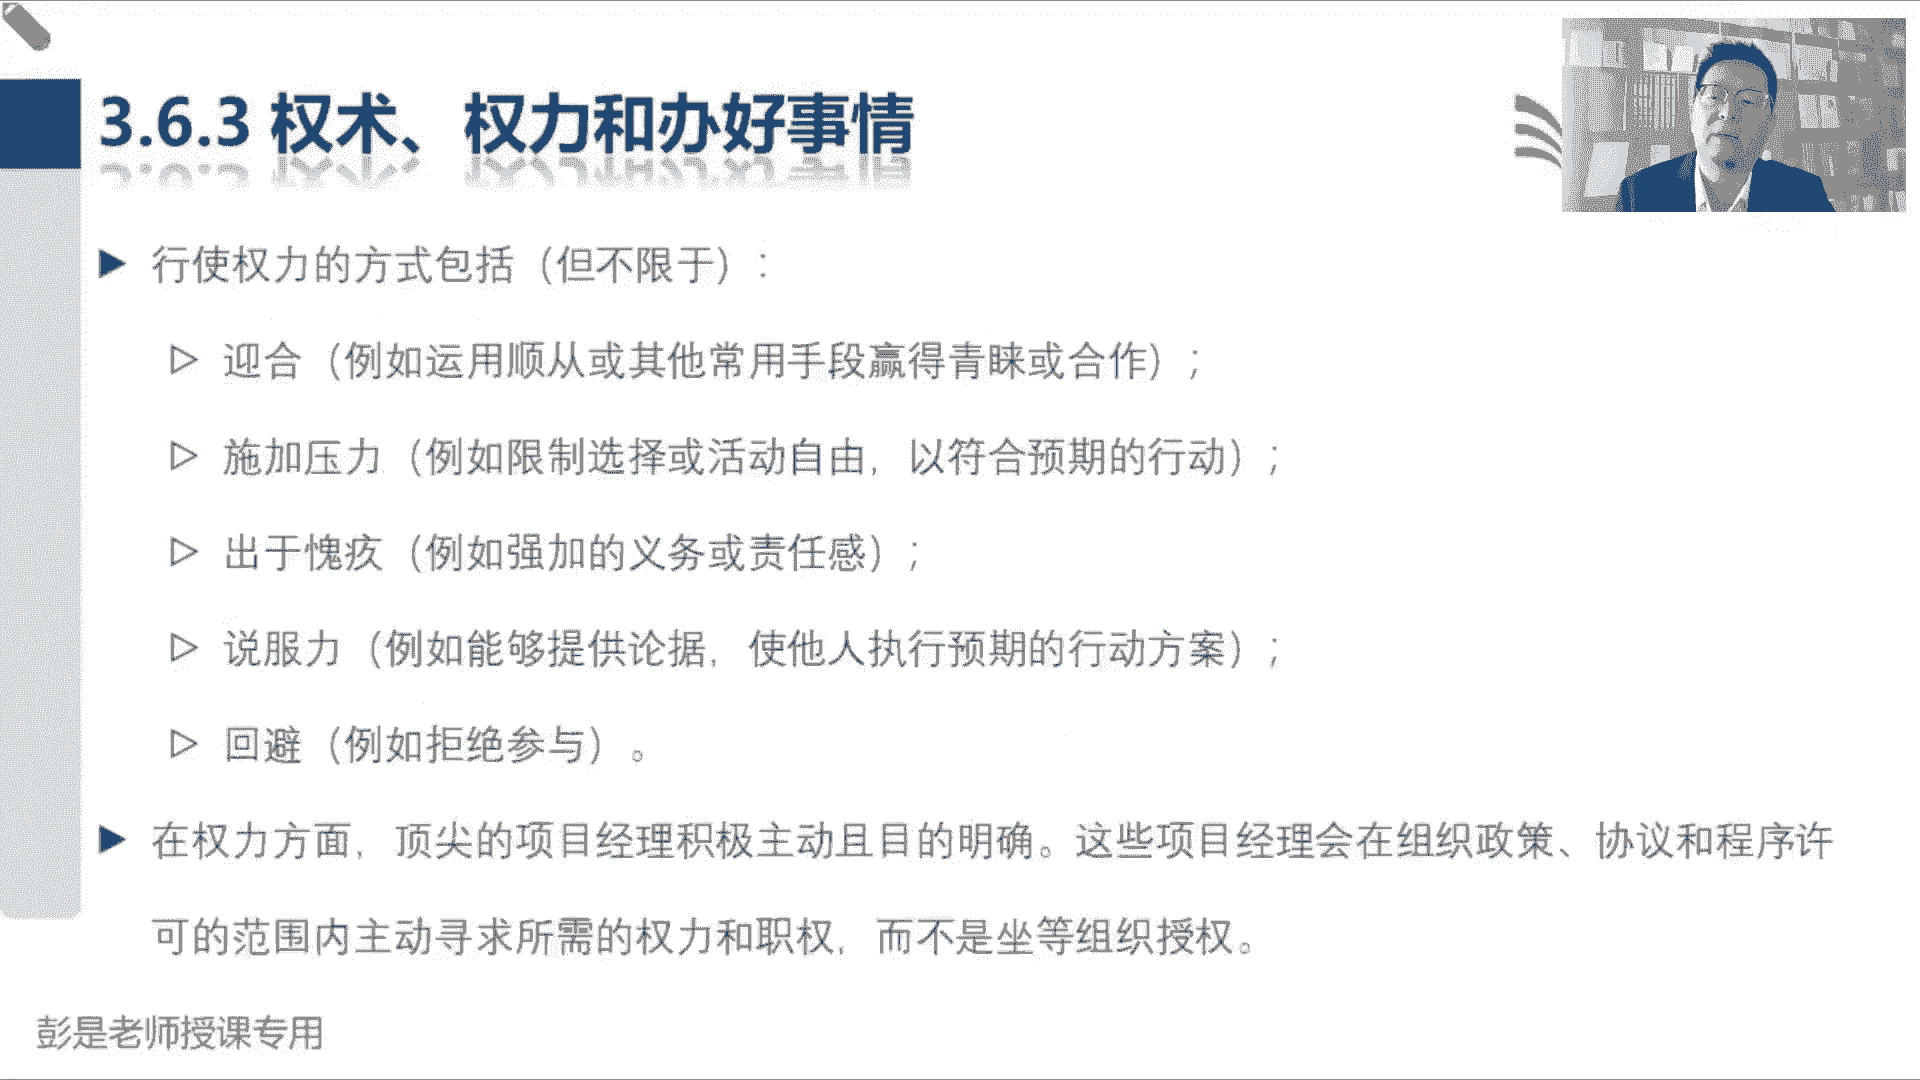 3.6.3 权术、权力和办好事情
行使权力的方式包括（但不限于）：
迎合（例如运用顺从或其他常用手段赢得青睐或合作）；
施加压力（例如限制选择或活动自由，以符合预期的行动）；
出于愧疚（例如强加的义务或责任感）；
说服力（例如能够提供论据，使他人执行预期的行动方案）；
回避（例如拒绝参与）。
在权力方面，顶尖的项目经理积极主动且目的明确。这些项目经理会在组织政策、协议和程序许
可的范围内主动寻求所需的权力和职权，而不是坐等组织授权。
彭是老师授课专用